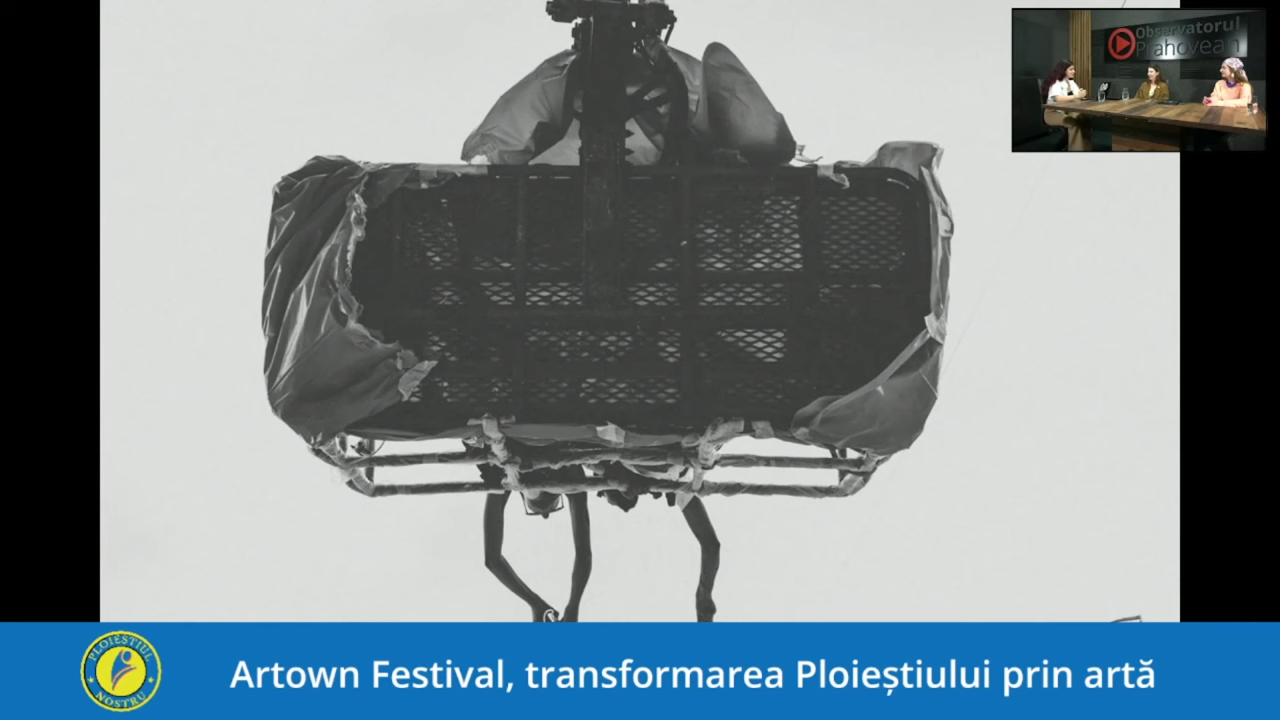 Observatorul
Prahovean
PLOIEȘTIUL
NOSTRU
Artown Festival, transformarea Ploieștiului prin artă